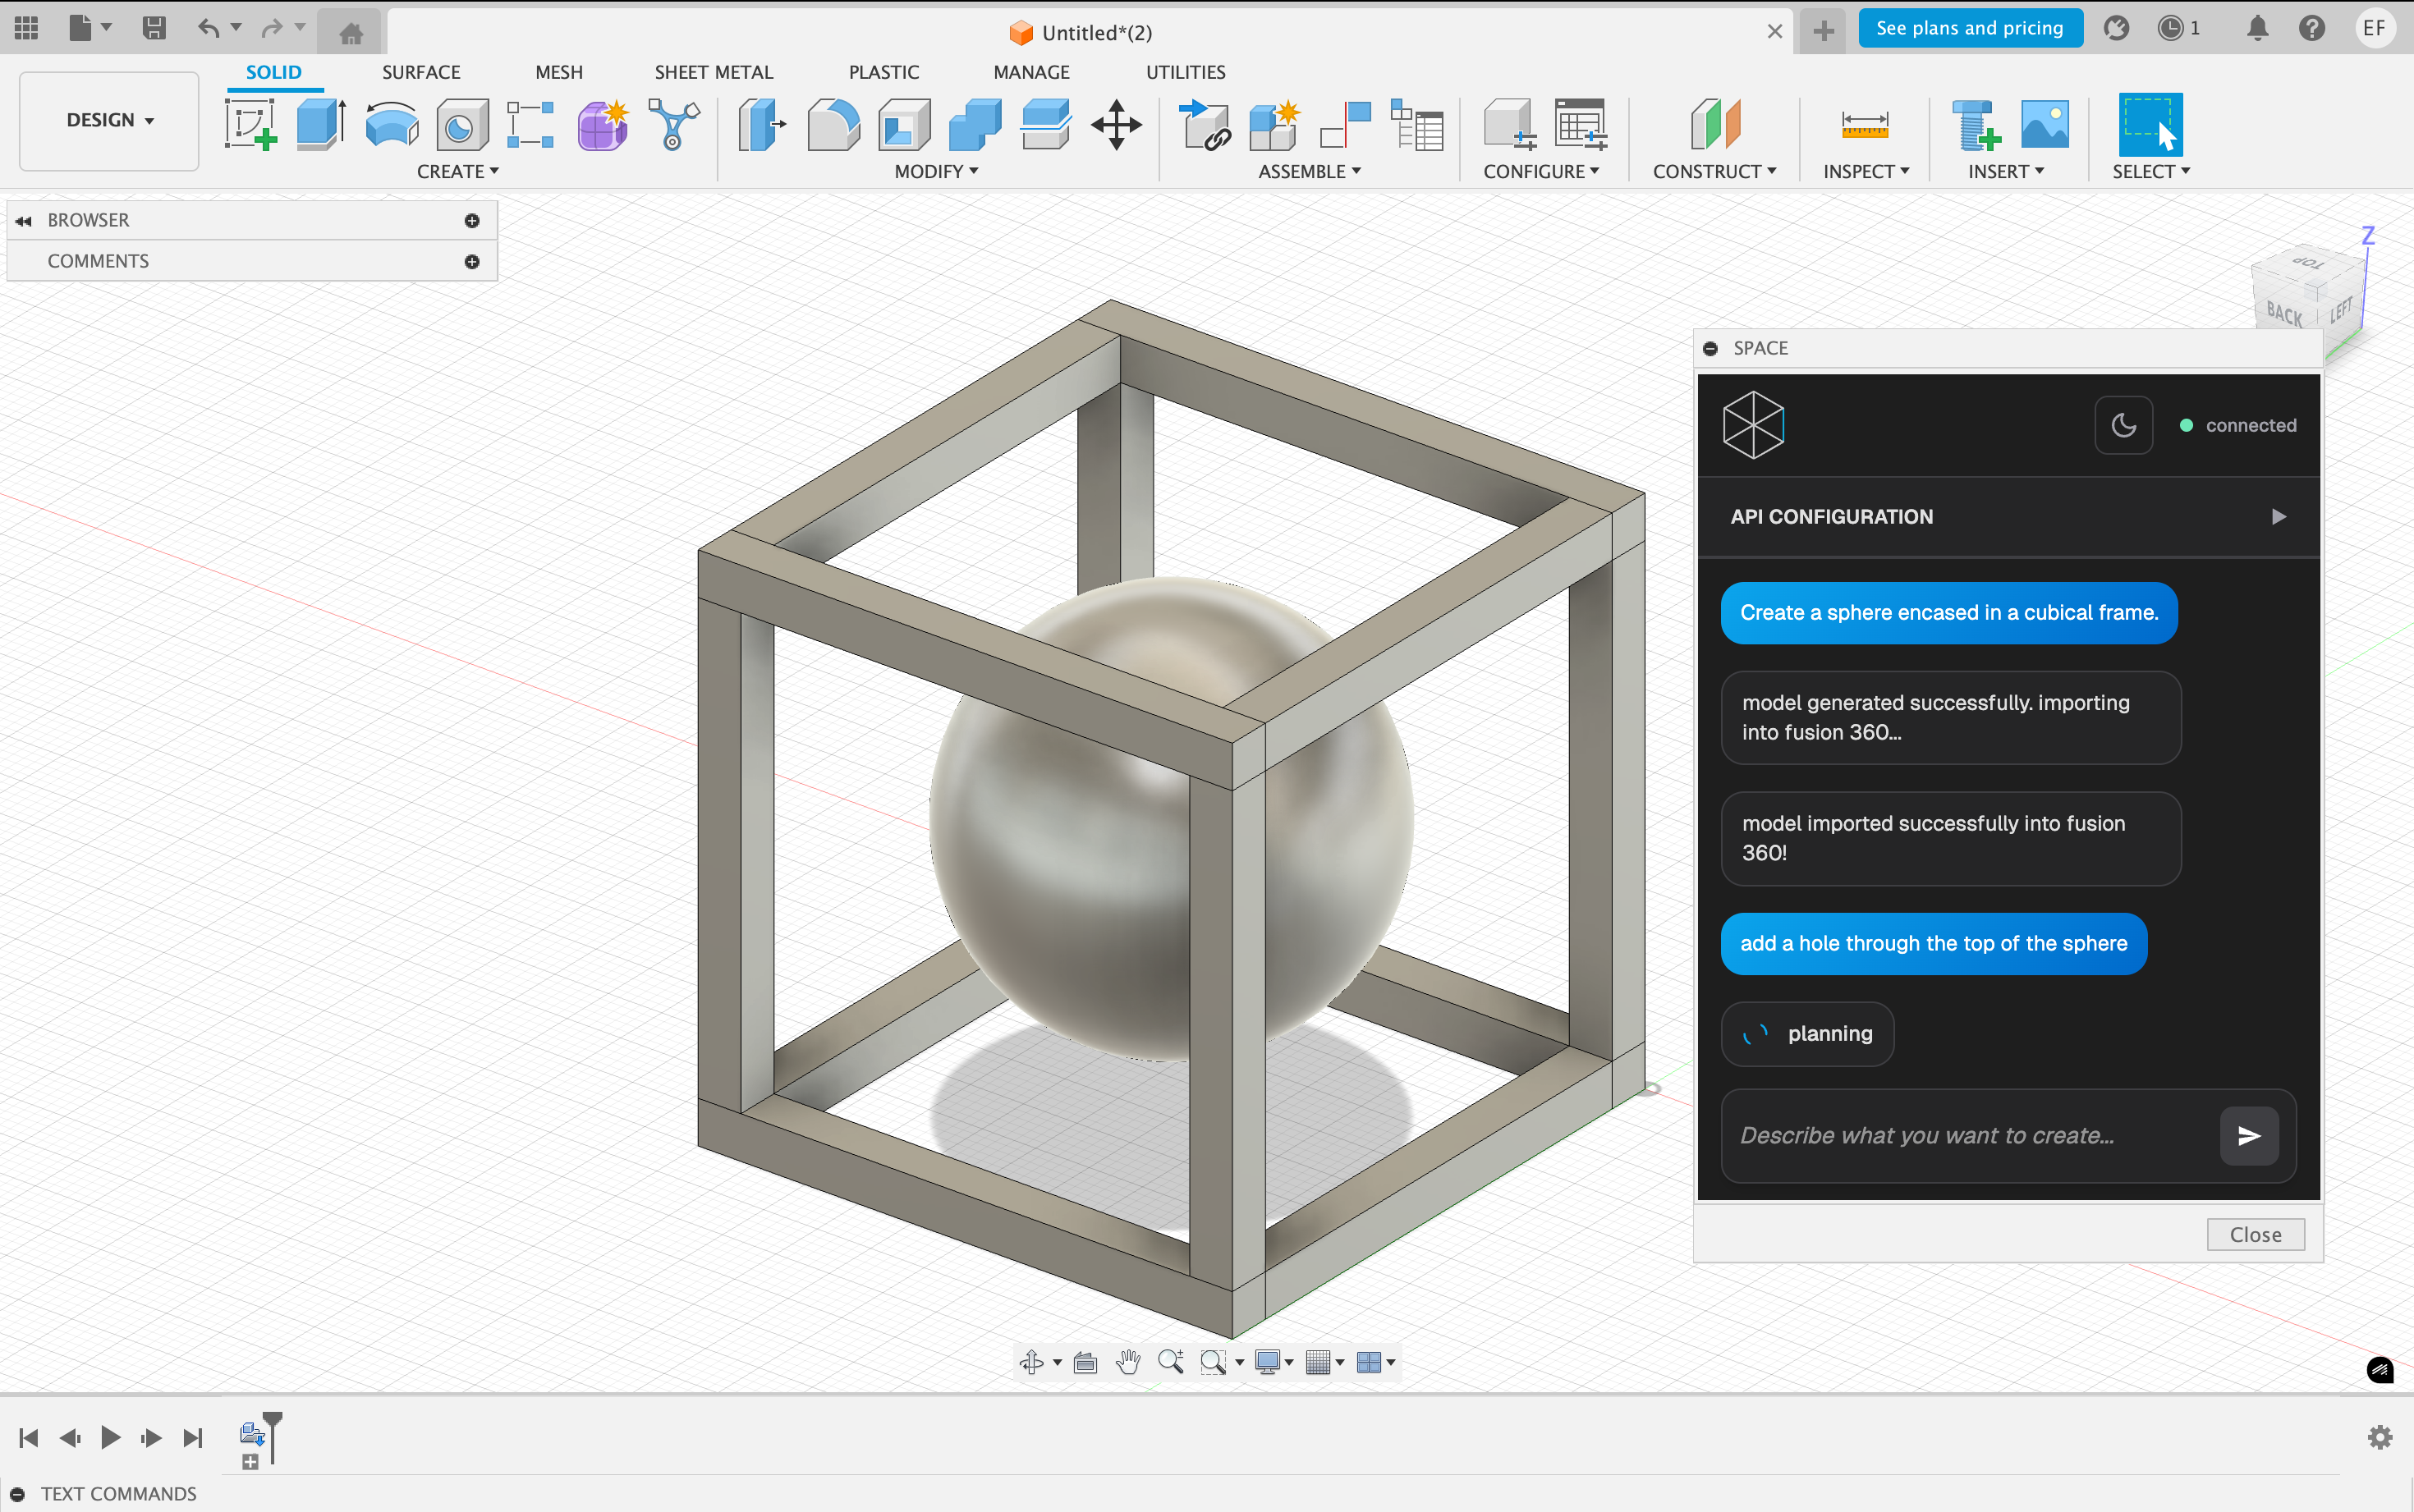 Untitled*(2)
See plans and pricing
1
EF
DESIGN
SOLID
SURFACE
MESH
SHEET METAL
PLASTIC
MANAGE
UTILITIES
CREATE
MODIFY
ASSEMBLE
CONFIGURE
CONSTRUCT
INSPECT
INSERT
SELECT
BROWSER
COMMENTS
Z
TOP
BACK
LEFT
SPACE
connected
API CONFIGURATION
Create a sphere encased in a cubical frame.
model generated successfully. importing
into fusion 360...
model imported successfully into fusion
360!
add a hole through the top of the sphere
planning
Describe what you want to create...
Close
TEXT COMMANDS